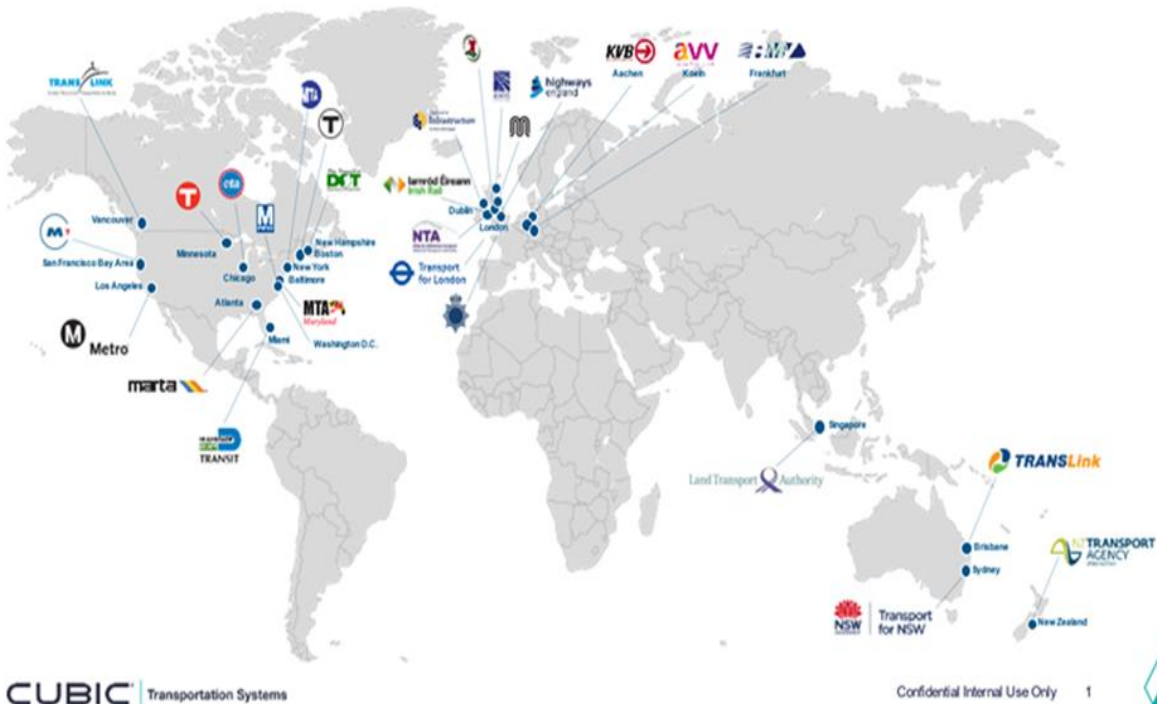 TRANSLINK
Vancouver
San Francisco Bay Area
Los Angeles
M
Metro
T
Minnesota
cta
Chicago
M
T
New Hampshire
Boston
New York
Baltimore
MTA
Maryland
Washington D.C.
Atlanta
marta
Miami
TRANSIT
KVB
Aachen
avv
Koeln
Frankfurt
highways
england
Infrastructure
Iarnród Éireann
Irish Rail
Dublin
London
NTA
Transport
for London
Singapore
Land Transport Authority
TRANSLink
Brisbane
Sydney
NSW
Transport
for NSW
NZ TRANSPORT
AGENCY
New Zealand
CUBIC Transportation Systems
Confidential Internal Use Only 1